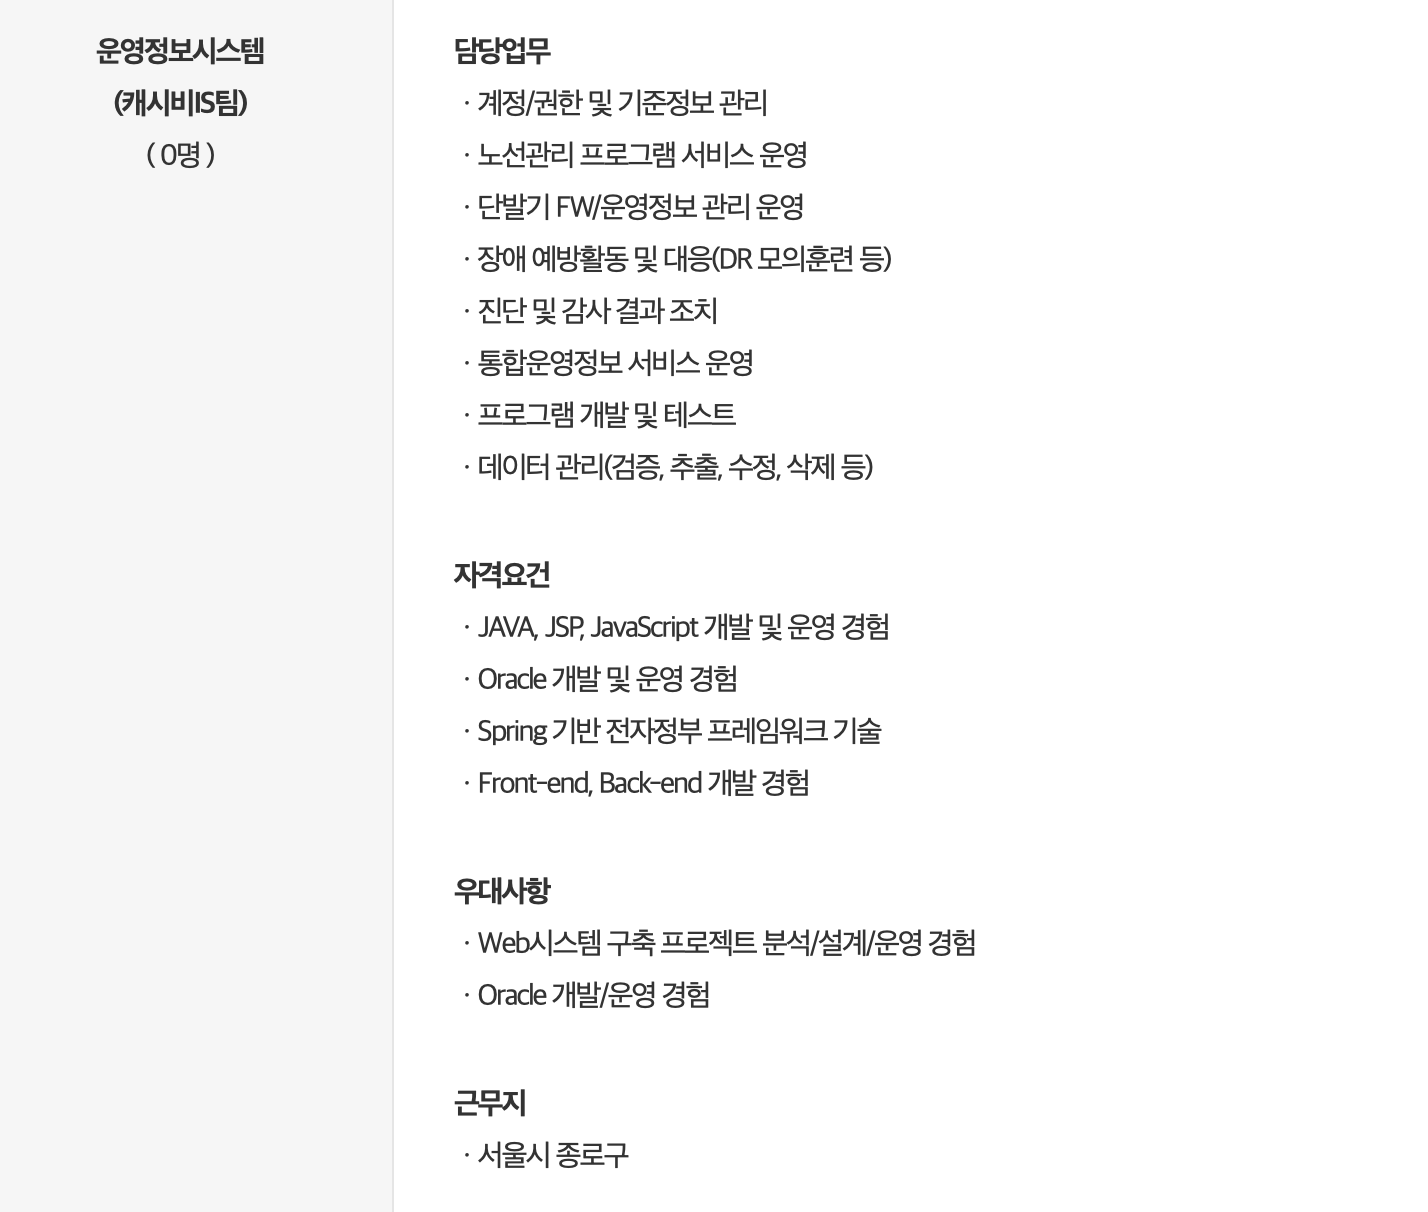 운영정보시스템
(캐시비IS팀)
( 0명 )
담당업무
· 계정/권한 및 기준정보 관리
· 노선관리 프로그램 서비스 운영
· 단발기 FW/운영정보 관리 운영
· 장애 예방활동 및 대응(DR 모의훈련 등)
· 진단 및 감사 결과 조치
· 통합운영정보 서비스 운영
· 프로그램 개발 및 테스트
· 데이터 관리(검증, 추출, 수정, 삭제 등)
자격요건
· JAVA, JSP, JavaScript 개발 및 운영 경험
· Oracle 개발 및 운영 경험
· Spring 기반 전자정부 프레임워크 기술
· Front-end, Back-end 개발 경험
우대사항
· Web시스템 구축 프로젝트 분석/설계/운영 경험
· Oracle 개발/운영 경험
근무지
· 서울시 종로구